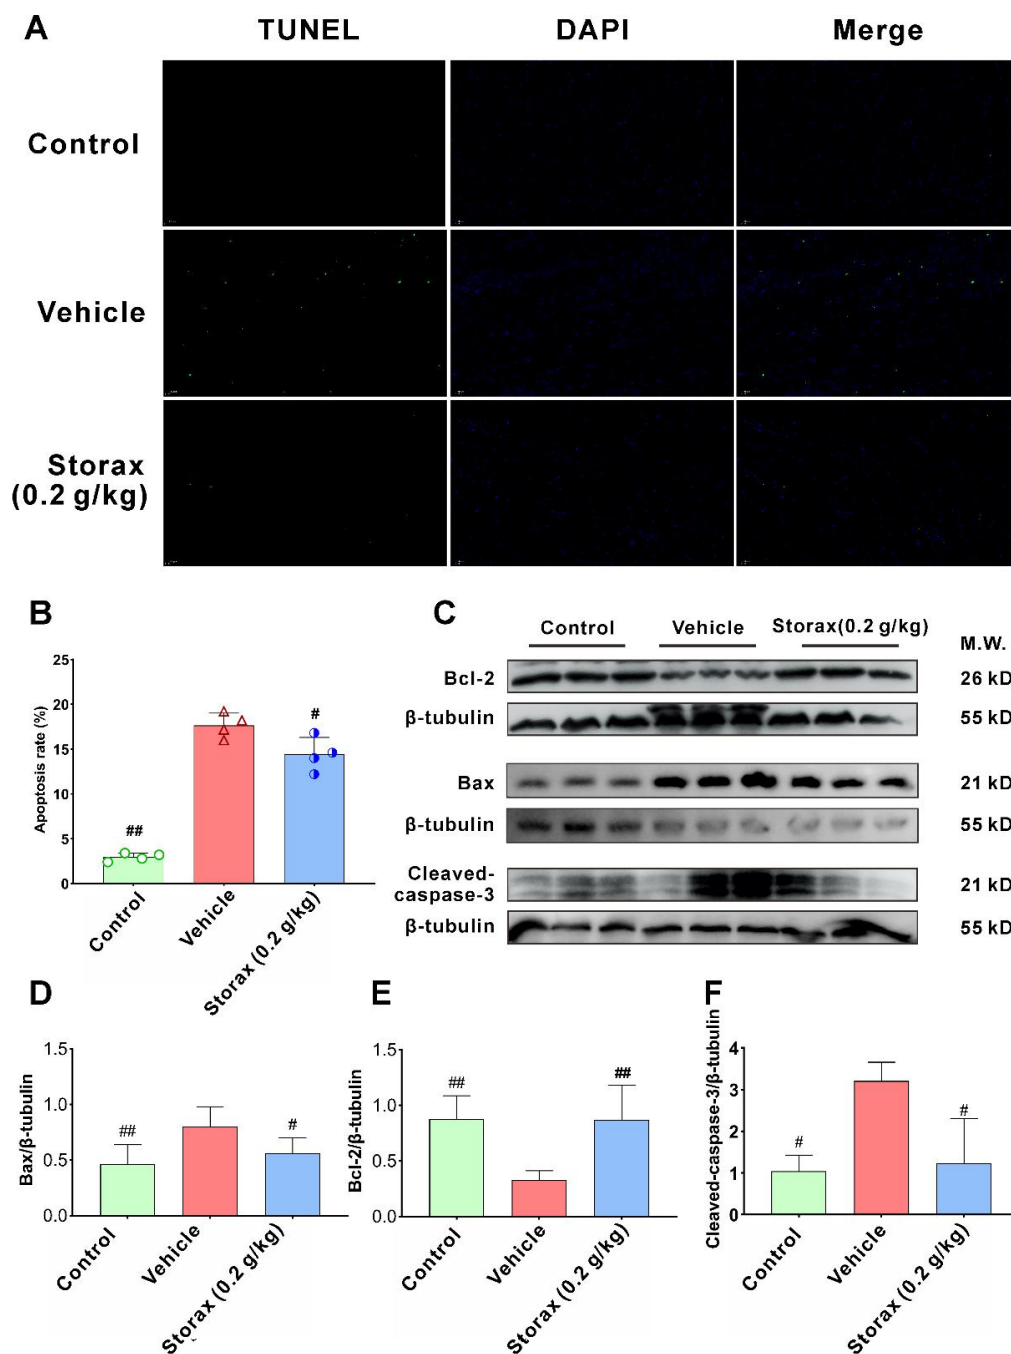 A
TUNEL DAPI Merge
Control
Vehicle
Storax
(0.2 g/kg)
B
Apoptosis rate (%)
25
20
15
10
5
0
##
#
Control
Vehicle
Storax (0.2 g/kg)
C
Control Vehicle Storax(0.2 g/kg) M.W.
Bcl-2 26 kD
β-tubulin 55 kD
Bax 21 kD
β-tubulin 55 kD
Cleaved-
caspase-3 21 kD
β-tubulin 55 kD
D
Bax/β-tubulin
1.5
1.0
0.5
0.0
##
#
Control
Vehicle
Storax (0.2 g/kg)
E
Bcl-2/β-tubulin
1.5
1.0
0.5
0.0
##
##
Control
Vehicle
Storax (0.2 g/kg)
F
Cleaved-caspase-3/β-tubulin
4
3
2
1
0
#
#
Control
Vehicle
Storax (0.2 g/kg)